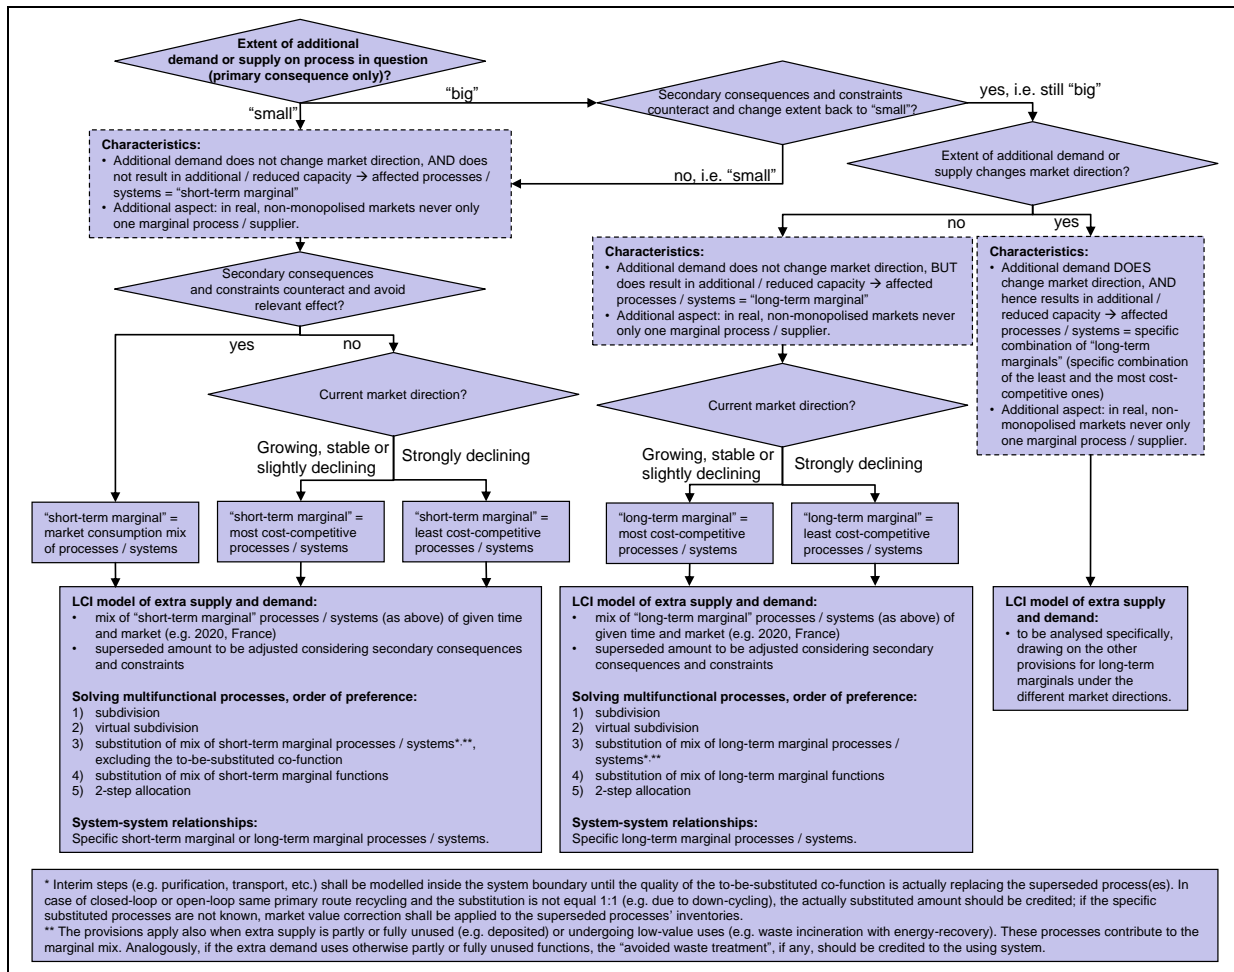 Extent of additional
demand or supply on process in question
(primary consequence only)?
“big”
“small”
Secondary consequences and constraints
counteract and change extent back to “small”?
yes, i.e. still ”big”
no, i.e. “small”
Extent of additional demand or
supply changes market direction?
no
yes
Characteristics:
• Additional demand does not change market direction, AND does
not result in additional / reduced capacity → affected processes /
systems = “short-term marginal”
• Additional aspect: in real, non-monopolised markets never only
one marginal process / supplier.
Secondary consequences
and constraints counteract and avoid
relevant effect?
yes
no
Current market direction?
Growing, stable or
slightly declining
Strongly declining
Characteristics:
• Additional demand does not change market direction, BUT
does result in additional / reduced capacity → affected
processes / systems = “long-term marginal”
• Additional aspect: in real, non-monopolised markets never
only one marginal process / supplier.
Current market direction?
Growing, stable or
slightly declining
Strongly declining
Characteristics:
• Additional demand DOES
change market direction, AND
hence results in additional /
reduced capacity → affected
processes / systems = specific
combination of “long-term
marginals” (specific combination
of the least and the most cost-
competitive ones)
• Additional aspect: in real, non-
monopolised markets never only
one marginal process / supplier.
“short-term marginal” =
market consumption mix
of processes / systems
“short-term marginal” =
most cost-competitive
processes / systems
“short-term marginal” =
least cost-competitive
processes / systems
“long-term marginal” =
most cost-competitive
processes / systems
“long-term marginal” =
least cost-competitive
processes / systems
LCI model of extra supply and demand:
• mix of “short-term marginal” processes / systems (as above) of given time
and market (e.g. 2020, France)
• superseded amount to be adjusted considering secondary consequences
and constraints
Solving multifunctional processes, order of preference:
1) subdivision
2) virtual subdivision
3) substitution of mix of short-term marginal processes / systems*,**,
excluding the to-be-substituted co-function
4) substitution of mix of short-term marginal functions
5) 2-step allocation
System-system relationships:
Specific short-term marginal or long-term marginal processes / systems.
LCI model of extra supply and demand:
• mix of “long-term marginal” processes / systems (as above) of
given time and market (e.g. 2020, France)
• superseded amount to be adjusted considering secondary
consequences and constraints
Solving multifunctional processes, order of preference:
1) subdivision
2) virtual subdivision
3) substitution of mix of long-term marginal processes /
systems*,**
4) substitution of mix of long-term marginal functions
5) 2-step allocation
System-system relationships:
Specific long-term marginal processes / systems.
LCI model of extra supply
and demand:
• to be analysed specifically,
drawing on the other
provisions for long-term
marginals under the
different market directions.
* Interim steps (e.g. purification, transport, etc.) shall be modelled inside the system boundary until the quality of the to-be-substituted co-function is actually replacing the superseded process(es). In
case of closed-loop or open-loop same primary route recycling and the substitution is not equal 1:1 (e.g. due to down-cycling), the actually substituted amount should be credited; if the specific
substituted processes are not known, market value correction shall be applied to the superseded processes’ inventories.
** The provisions apply also when extra supply is partly or fully unused (e.g. deposited) or undergoing low-value uses (e.g. waste incineration with energy-recovery). These processes contribute to the
marginal mix. Analogously, if the extra demand uses otherwise partly or fully unused functions, the “avoided waste treatment”, if any, should be credited to the using system.